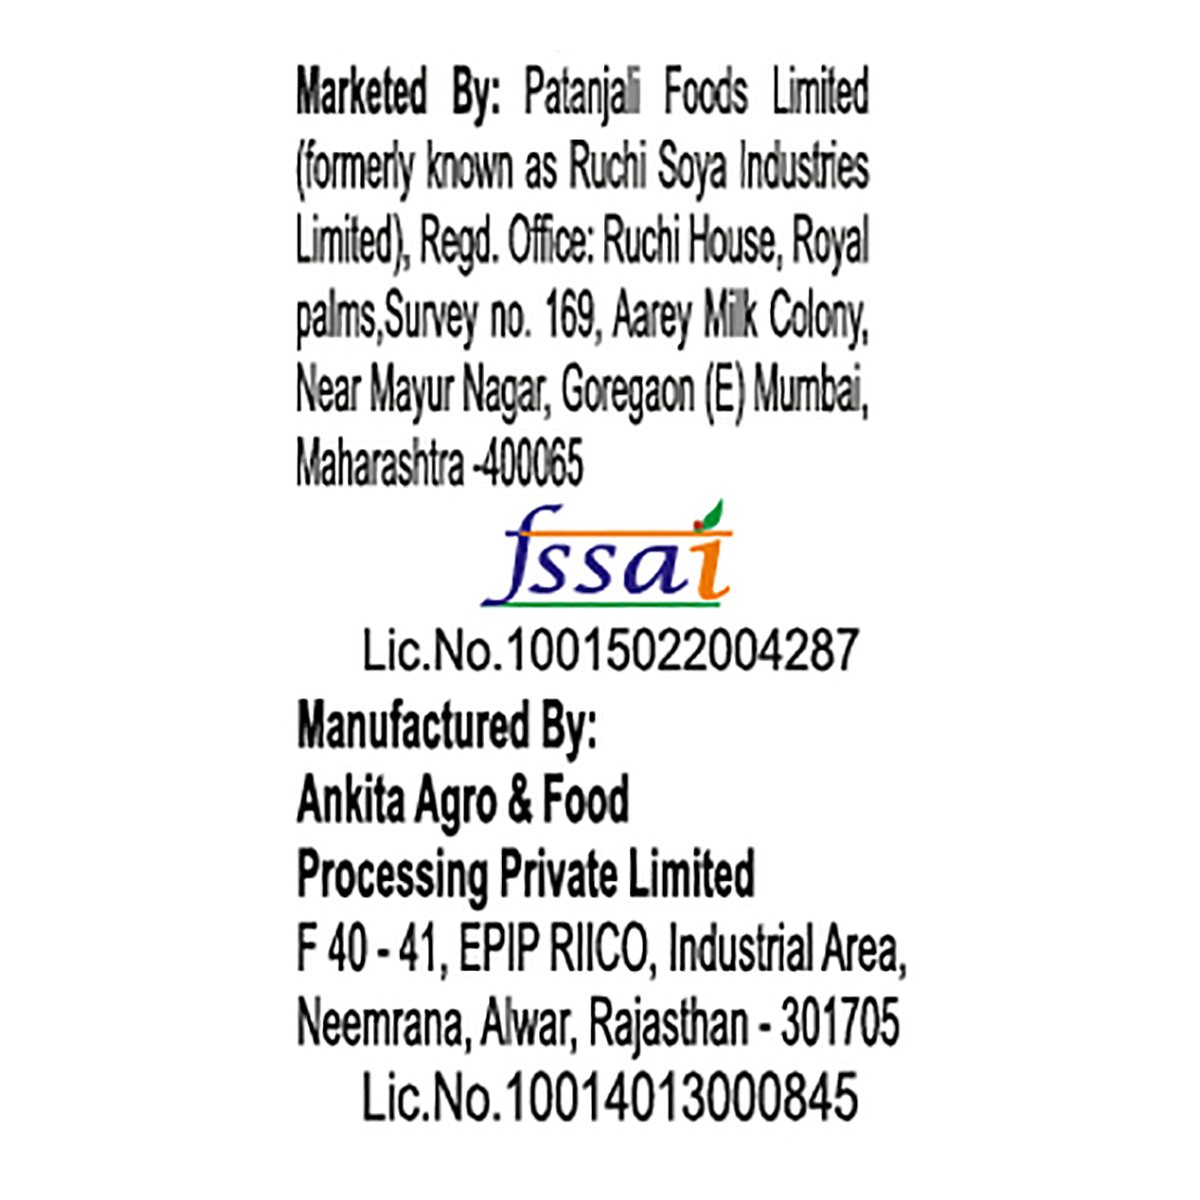 Marketed By: Patanjali Foods Limited
(formerly known as Ruchi Soya Industries
Limited), Regd. Office: Ruchi House, Royal
palms,Survey no. 169, Aarey Milk Colony,
Near Mayur Nagar, Goregaon (E) Mumbai,
Maharashtra -400065
fssai
Lic.No.10015022004287
Manufactured By:
Ankita Agro & Food
Processing Private Limited
F 40 - 41, EPIP RIICO, Industrial Area,
Neemrana, Alwar, Rajasthan - 301705
Lic.No.10014013000845